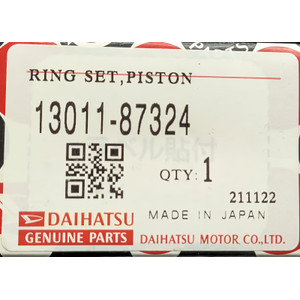 RING SET,PISTON
13011-87324
QTY:1
211122
MADE IN JAPAN
DAIHATSU
GENUINE PARTS
DAIHATSU MOTOR CO.,LTD.